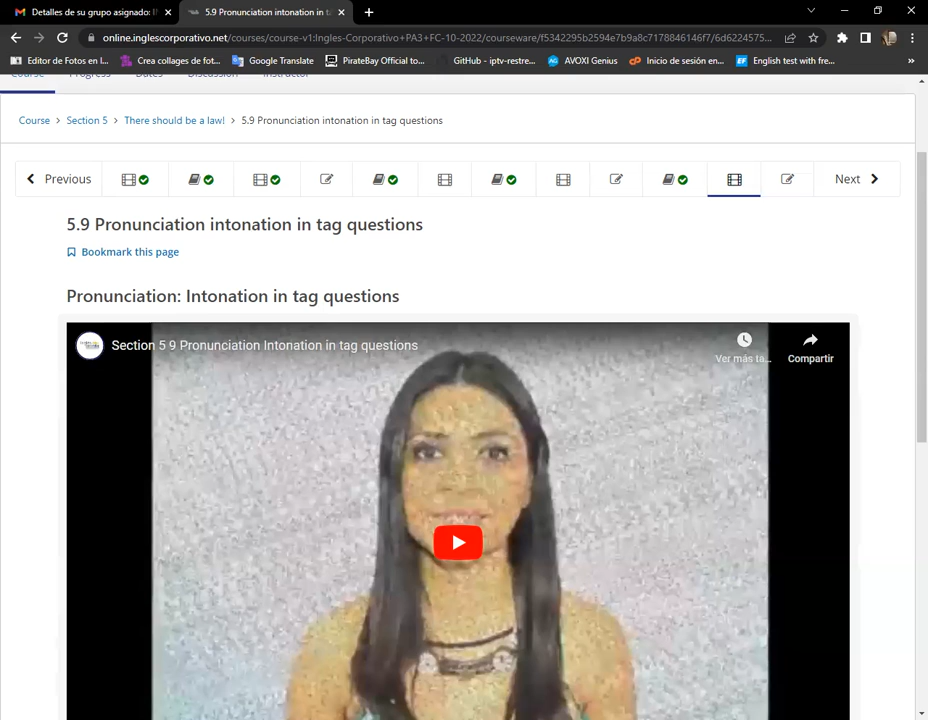 Detalles de su grupo asignado: I
5.9 Pronunciation intonation in ta
online.inglescorporativo.net/courses/course-v1:Ingles-Corporativo+PA3+FC-10-2022/courseware/f5342295b2594e7b9a8c7178846146f7/6d6224575...
Editor de Fotos en l...
Crea collages de fot...
Google Translate
PirateBay Official to...
GitHub - iptv-restre...
AVOXI Genius
Inicio de sesión en...
English test with fre...
»
Course Progress Dates Discussion Instructor
Course > Section 5 > There should be a law! > 5.9 Pronunciation intonation in tag questions
Previous
Next
5.9 Pronunciation intonation in tag questions
Bookmark this page
Pronunciation: Intonation in tag questions
Section 5 9 Pronunciation Intonation in tag questions
Ver más ta...
Compartir